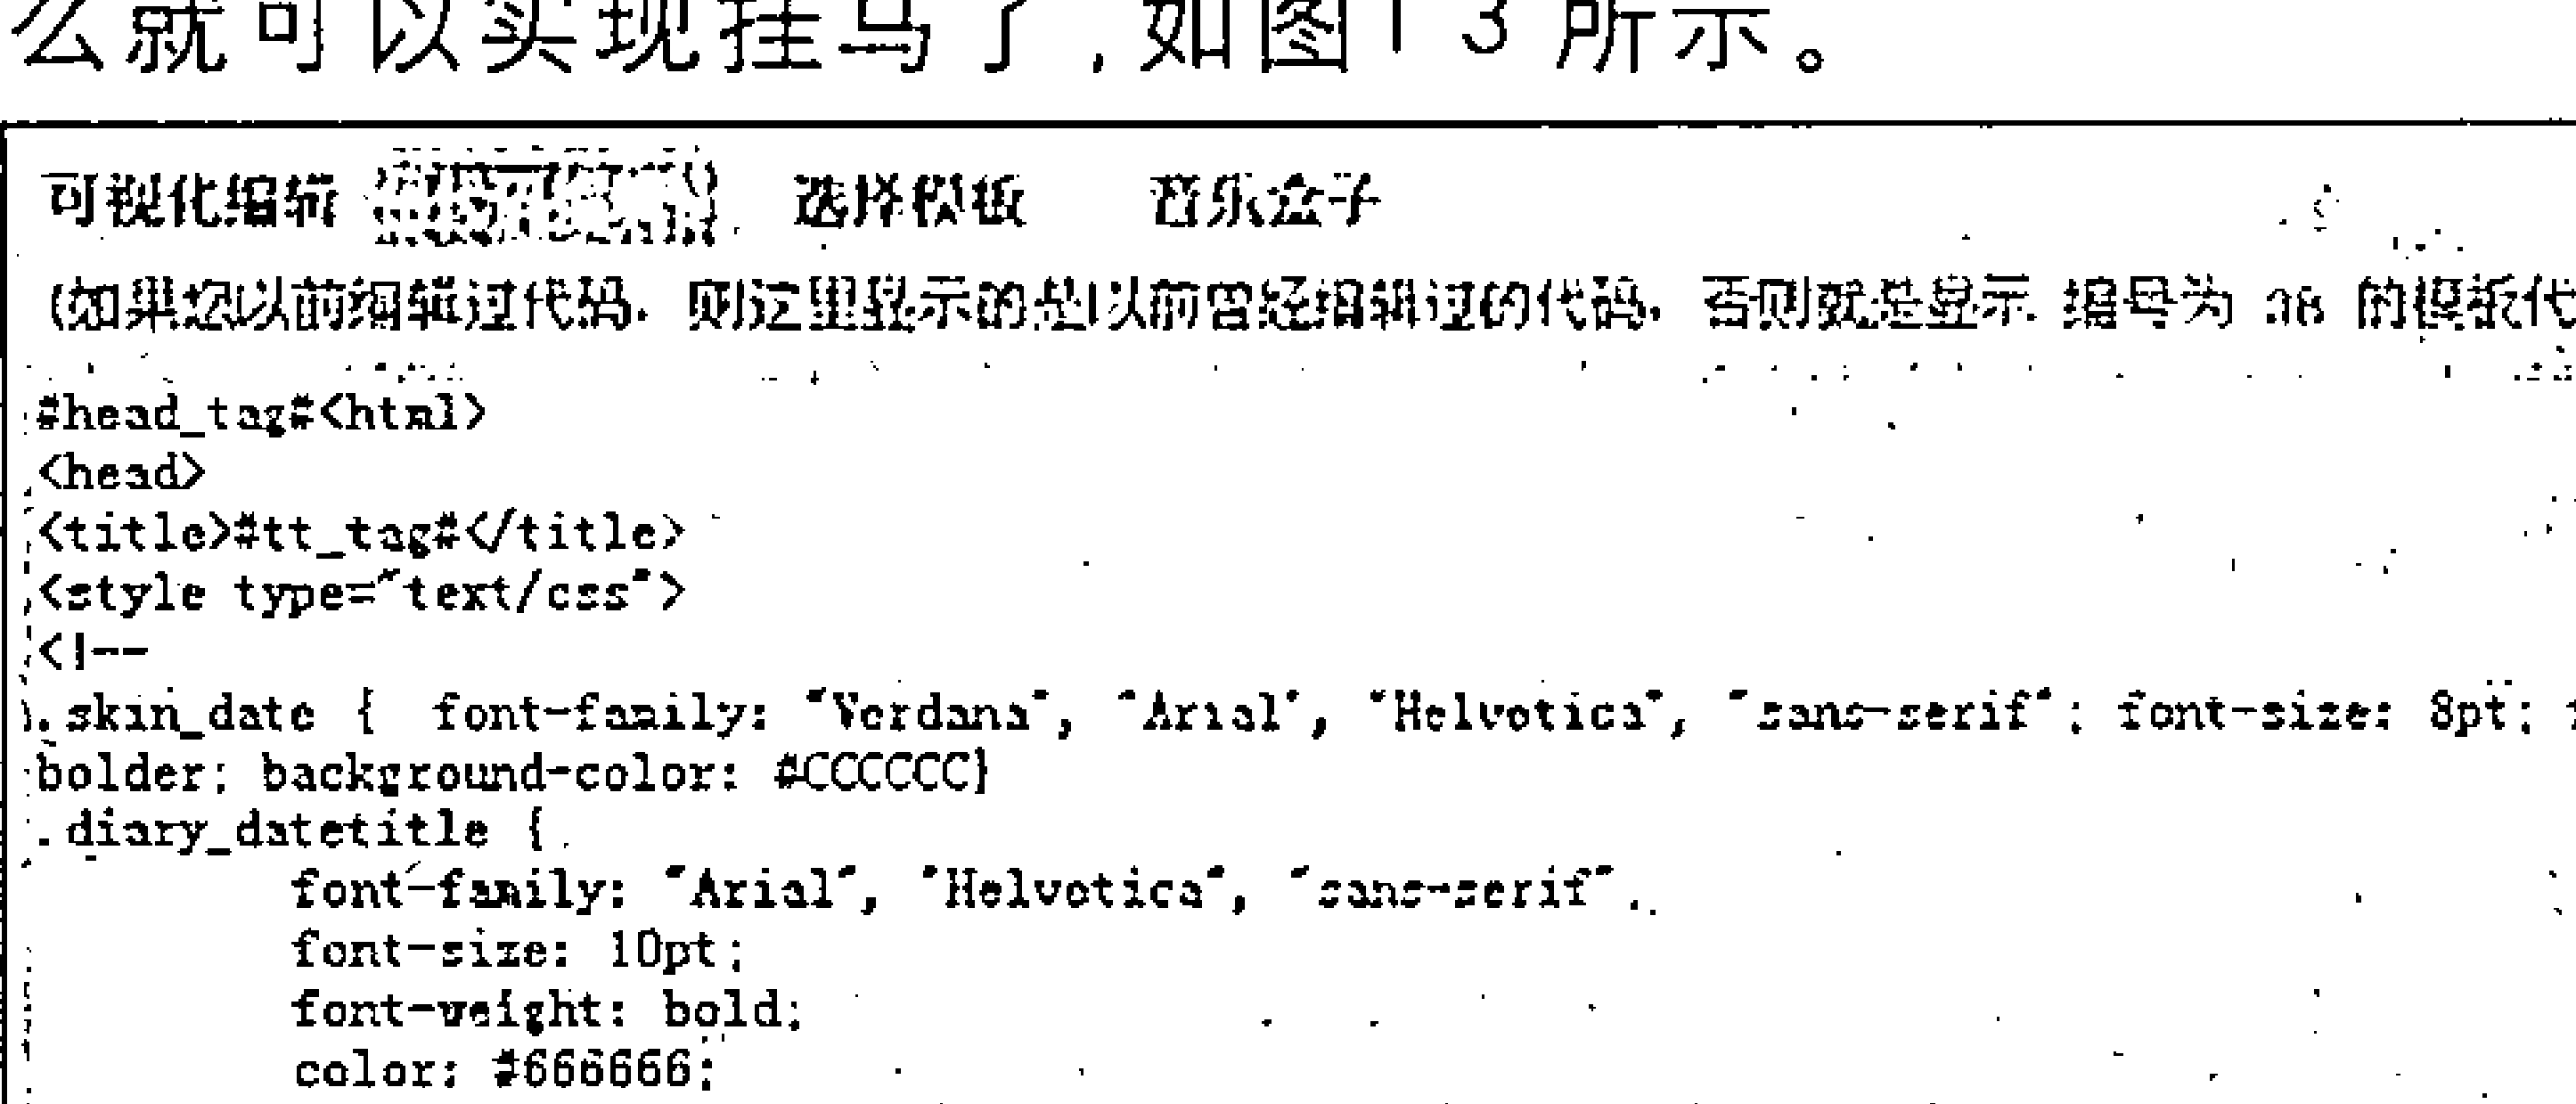 么就可以实现挂马了,如图13所示。
可视化编辑 选择模板 音乐盒子
(如果您以前编辑过代码,则这里显示的是以前曾经编辑过的代码,否则就是显示 编号为 的模板代
#head_tag#<html>
<head>
<title>#tt_tag#</title>
<style type="text/css">
<!--
.skin_date { font-family: "Verdana", "Arial", "Helvetica", "sans-serif"; font-size: 8pt;
bolder; background-color: #CCCCCC}
.diary_datetitle {
font-family: "Arial", "Helvetica", "sans-serif";
font-size: 10pt;
font-weight: bold;
color: #666666;